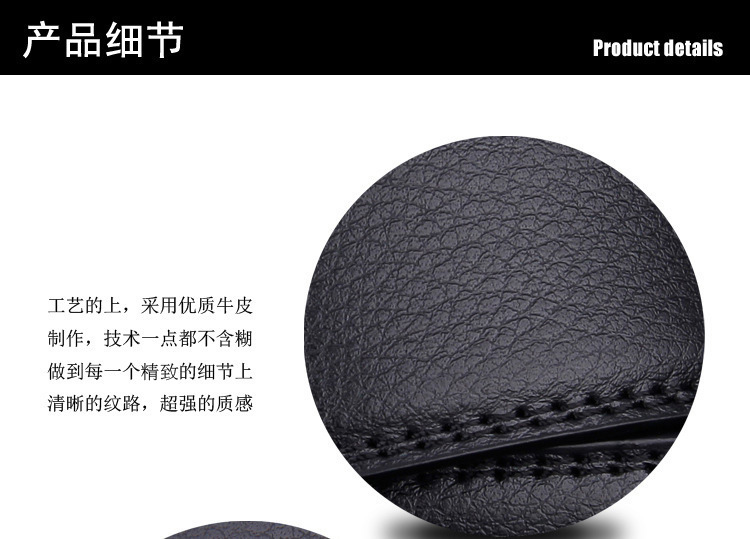 产品细节
Product details
工艺的上，采用优质牛皮
制作，技术一点都不含糊
做到每一个精致的细节上
清晰的纹路，超强的质感